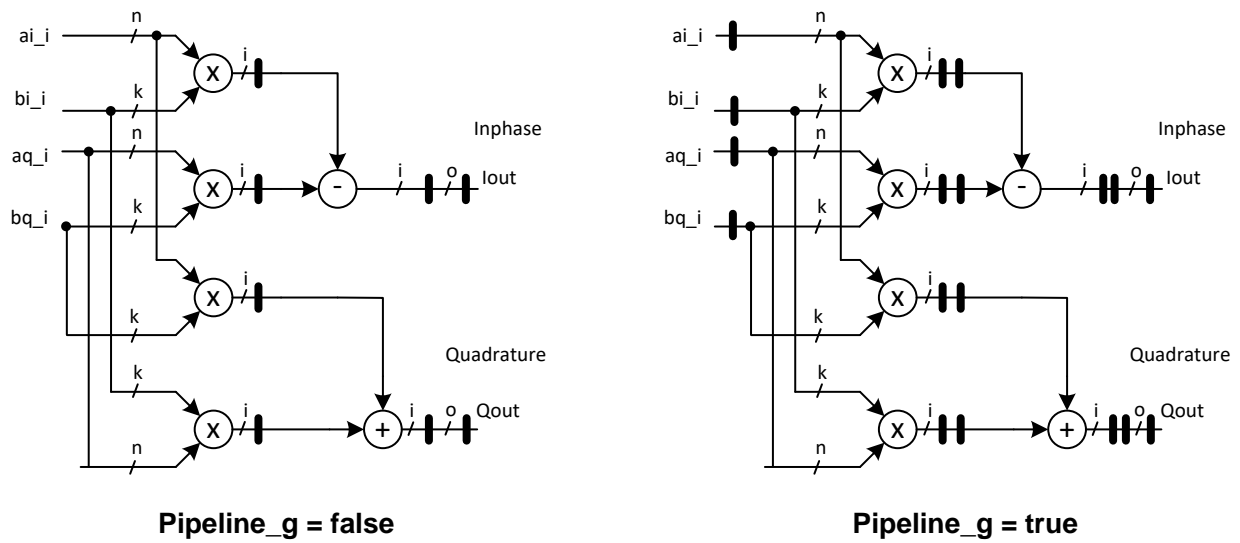 n
ai_i
i
X
k
bi_i
n
Inphase
aq_i
i
i
o
Iout
X
-
k
bq_i
i
X
k
Quadrature
k
i
i
o
Qout
X
+
n
Pipeline_g = false
n
ai_i
i
X
k
bi_i
n
Inphase
aq_i
i
i
o
Iout
X
-
k
bq_i
i
X
k
Quadrature
k
i
i
o
Qout
X
+
n
Pipeline_g = true